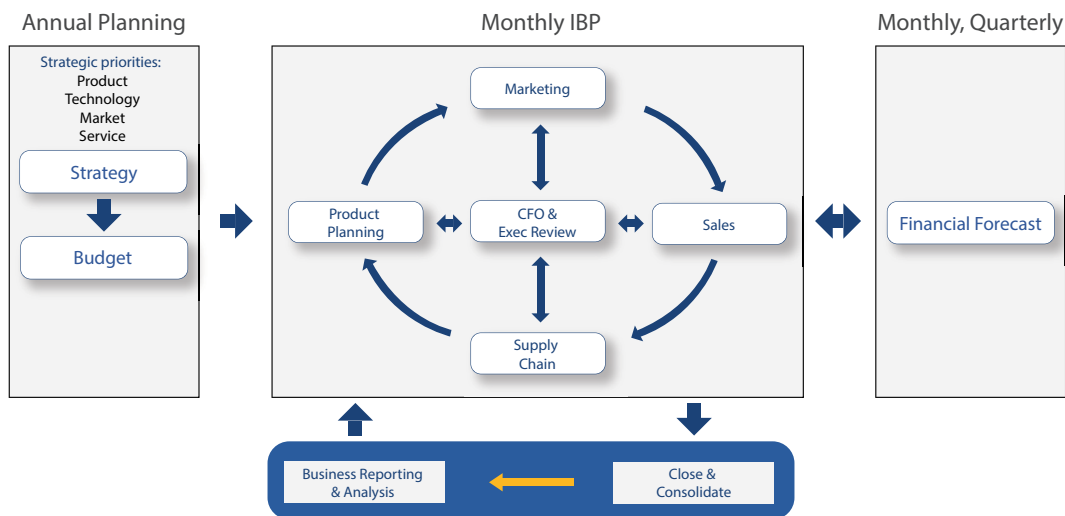 Annual Planning
Monthly IBP
Monthly, Quarterly
Strategic priorities:
Product
Technology
Market
Service
Strategy
Budget
Marketing
Product
Planning
CFO &
Exec Review
Sales
Supply
Chain
Financial Forecast
Business Reporting
& Analysis
Close &
Consolidate